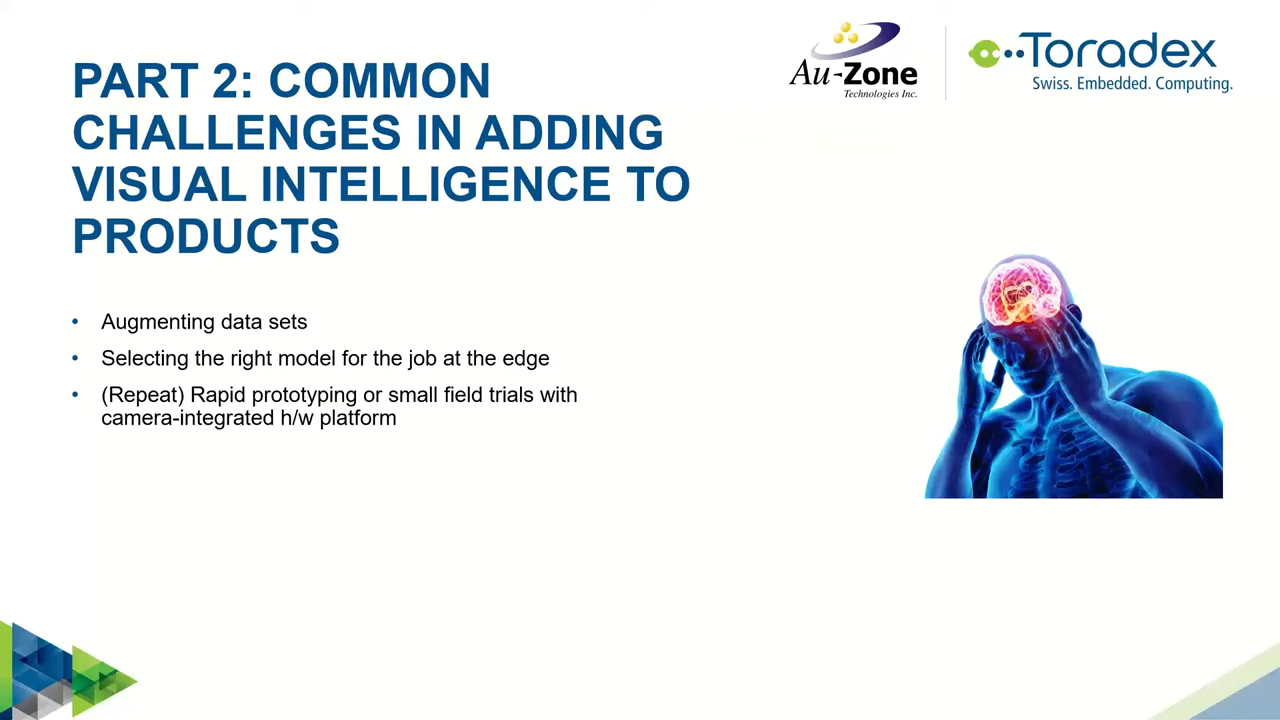 PART 2: COMMON
CHALLENGES IN ADDING
VISUAL INTELLIGENCE TO
PRODUCTS
Au-Zone
Technologies Inc.
Toradex
Swiss. Embedded. Computing.
• Augmenting data sets
• Selecting the right model for the job at the edge
• (Repeat) Rapid prototyping or small field trials with
camera-integrated h/w platform